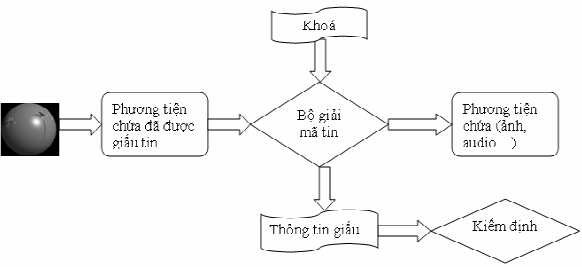 Khoá
Phương tiện
chứa đã được
giấu tin
Bộ giải
mã tin
Phương tiện
chứa (ảnh,
audio )
Thông tin giấu
Kiểm định